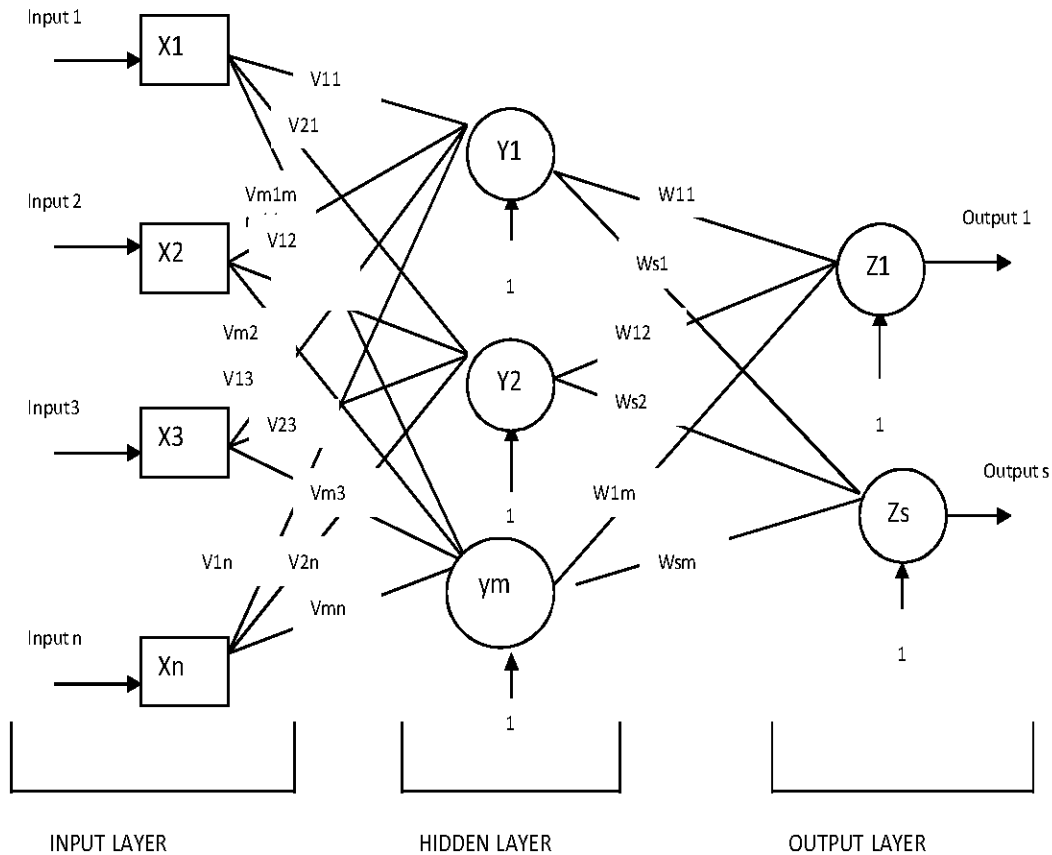 Input 1
X1
V11
V21
Y1
Vm1m
W11
Input 2
Output 1
X2
V12
Z1
Ws1
1
Vm2
W12
V13
Y2
Ws2
Input3
X3
V23
1
Output s
Vm3
W1m
1
Zs
V1n
V2n
ym
Wsm
Vmn
Input n
Xn
1
1
INPUT LAYER
HIDDEN LAYER
OUTPUT LAYER